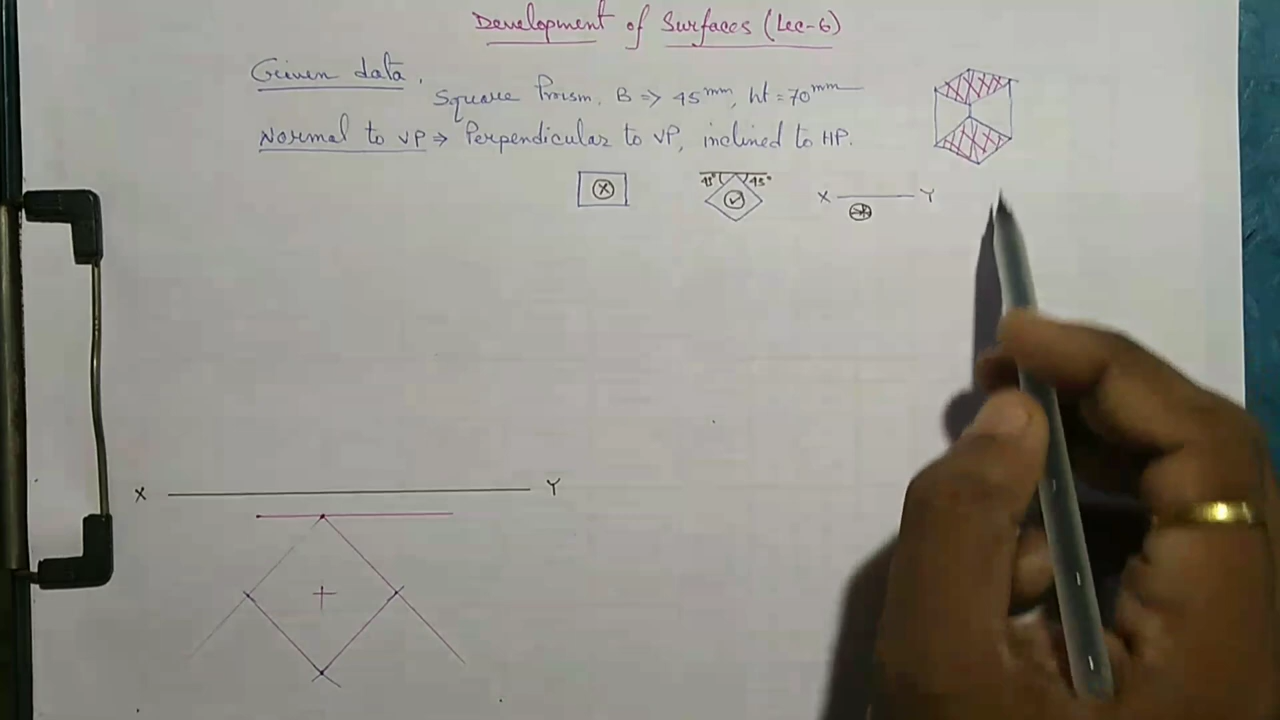 Development of Surfaces (Lec-6)
Given data,
Square Prism, B => 45mm, ht = 70mm
Normal to VP => Perpendicular to VP, inclined to HP.
45° 45°
X Y
X Y